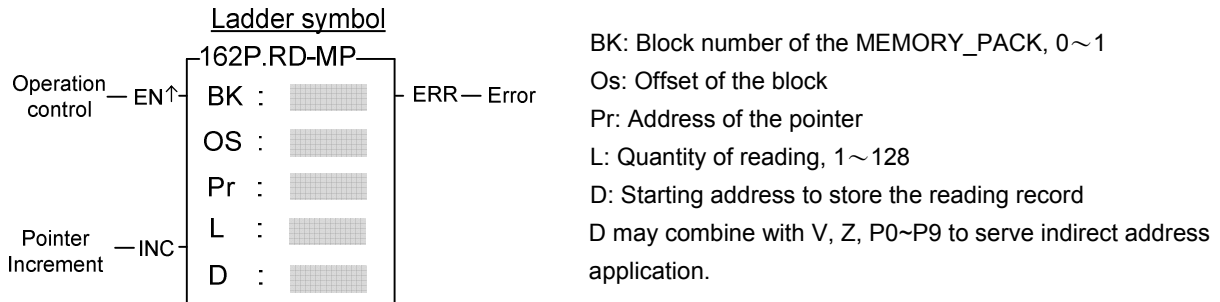 Ladder symbol
162P.RD-MP
Operation control
EN↑
BK :
ERR
Error
OS :
Pr :
L :
Pointer Increment
INC
D :
BK: Block number of the MEMORY_PACK, 0～1
Os: Offset of the block
Pr: Address of the pointer
L: Quantity of reading, 1～128
D: Starting address to store the reading record
D may combine with V, Z, P0~P9 to serve indirect address
application.